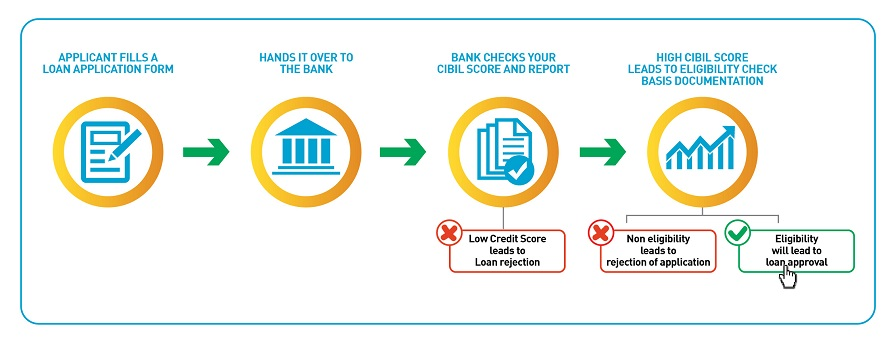 APPLICANT FILLS A
LOAN APPLICATION FORM
HANDS IT OVER TO
THE BANK
BANK CHECKS YOUR
CIBIL SCORE AND REPORT
HIGH CIBIL SCORE
LEADS TO ELIGIBILITY CHECK
BASIS DOCUMENTATION
Low Credit Score
leads to
Loan rejection
Non eligibility
leads to
rejection of application
Eligibility
will lead to
loan approval